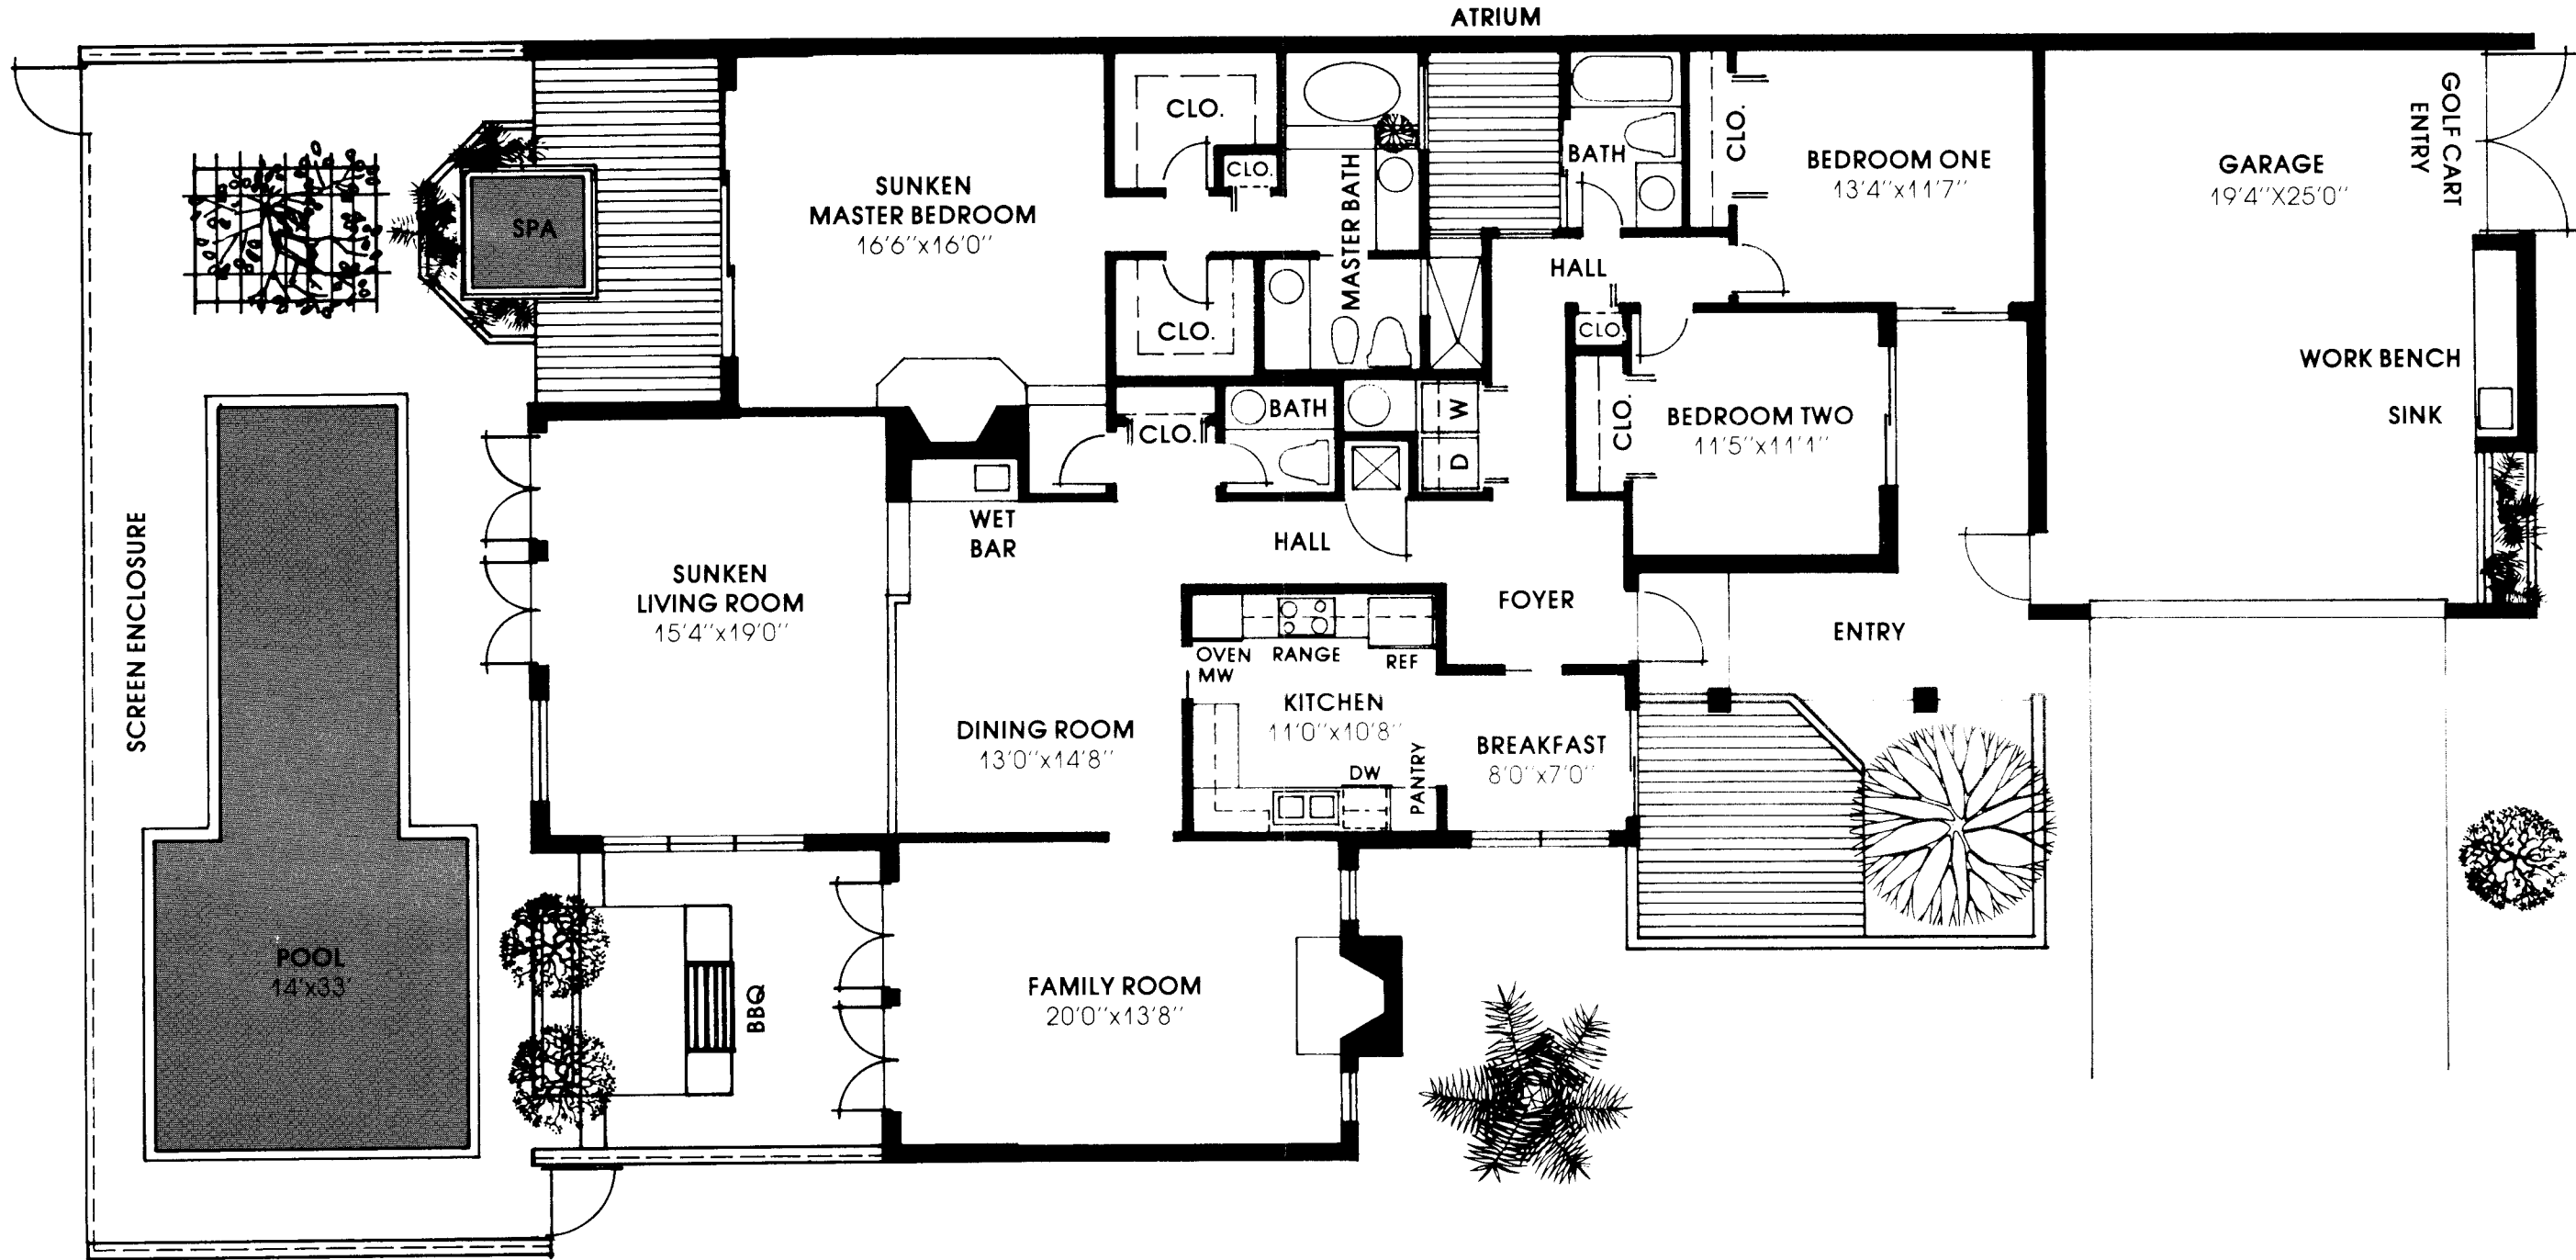 ATRIUM
CLO.
CLO.
MASTER BATH
CLO.
SUNKEN
MASTER BEDROOM
16'6"x16'0"
SPA
BATH
CLO.
BEDROOM ONE
13'4"x11'7"
GARAGE
19'4"X25'0"
GOLF CART
ENTRY
HALL
CLO.
WORK BENCH
SINK
CLO.
BATH
W
D
CLO.
BEDROOM TWO
11'5"x11'1"
WET
BAR
HALL
SCREEN ENCLOSURE
SUNKEN
LIVING ROOM
15'4"x19'0"
FOYER
ENTRY
OVEN
MW
RANGE
REF
KITCHEN
11'0"x10'8"
DINING ROOM
13'0"x14'8"
DW
PANTRY
BREAKFAST
8'0"x7'0"
POOL
14'x33'
BBQ
FAMILY ROOM
20'0"x13'8"